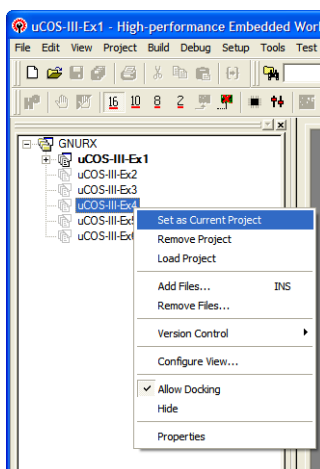 uCOS-III-Ex1 - High-performance Embedded Work
File Edit View Project Build Debug Setup Tools Test
16 10 8 2
GNURX
uCOS-III-Ex1
uCOS-III-Ex2
uCOS-III-Ex3
uCOS-III-Ex4
uCOS-III-Ex5
uCOS-III-Ex6
Set as Current Project
Remove Project
Load Project
Add Files... INS
Remove Files...
Version Control
Configure View...
Allow Docking
Hide
Properties